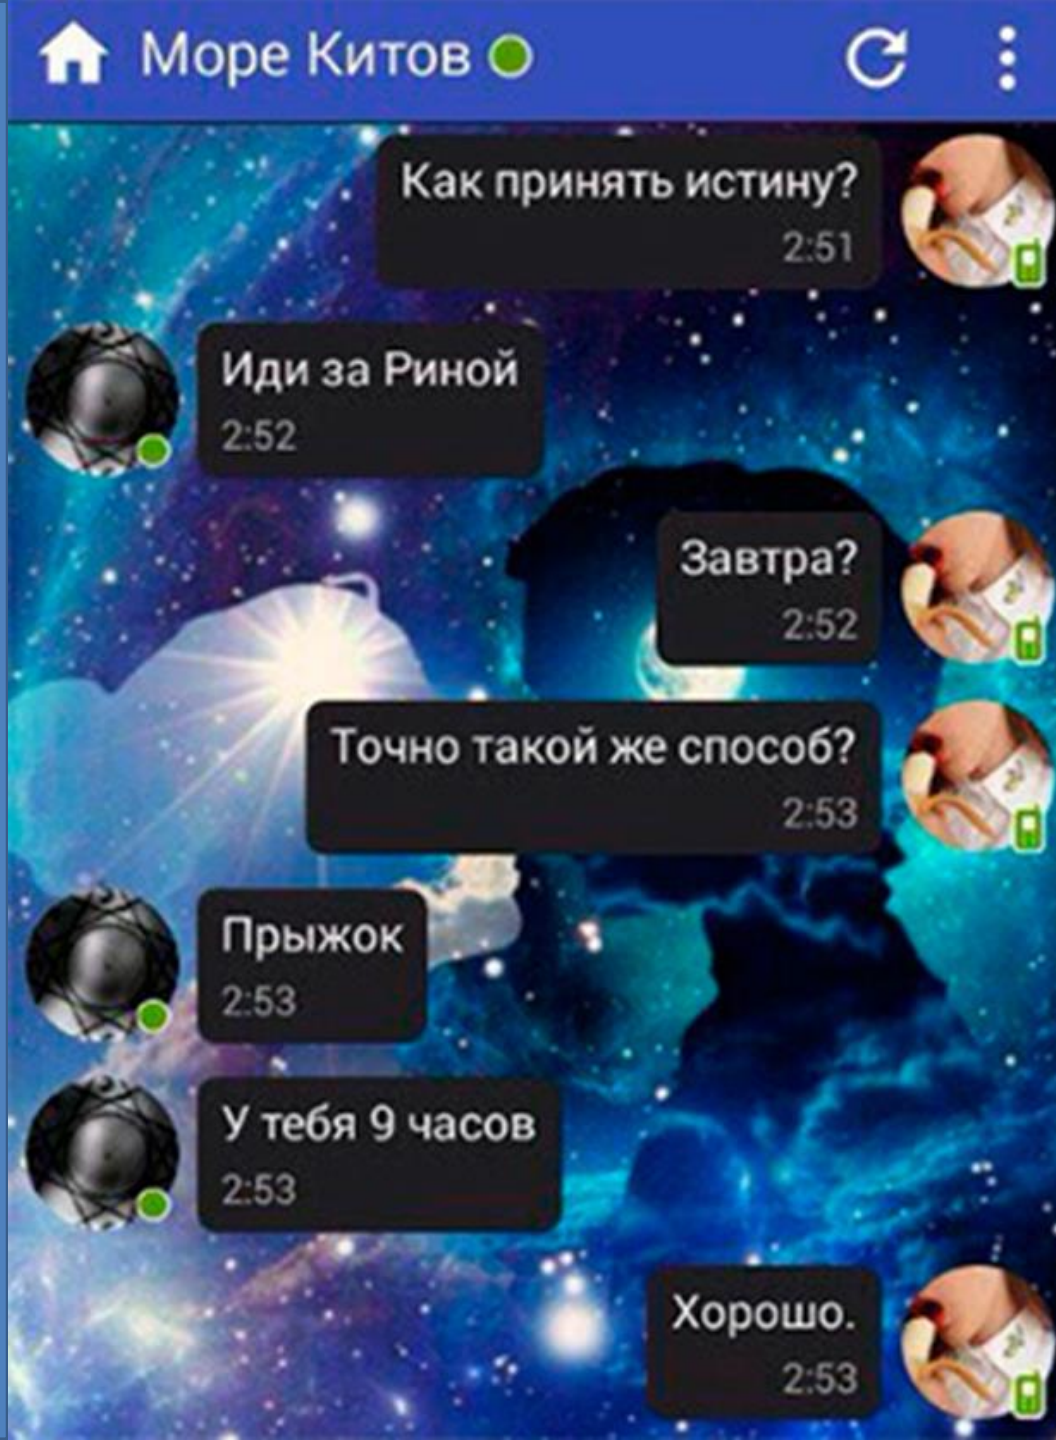 Море Китов
Как принять истину?
2:51
Иди за Риной
2:52
Завтра?
2:52
Точно такой же способ?
2:53
Прыжок
2:53
У тебя 9 часов
2:53
Хорошо.
2:53